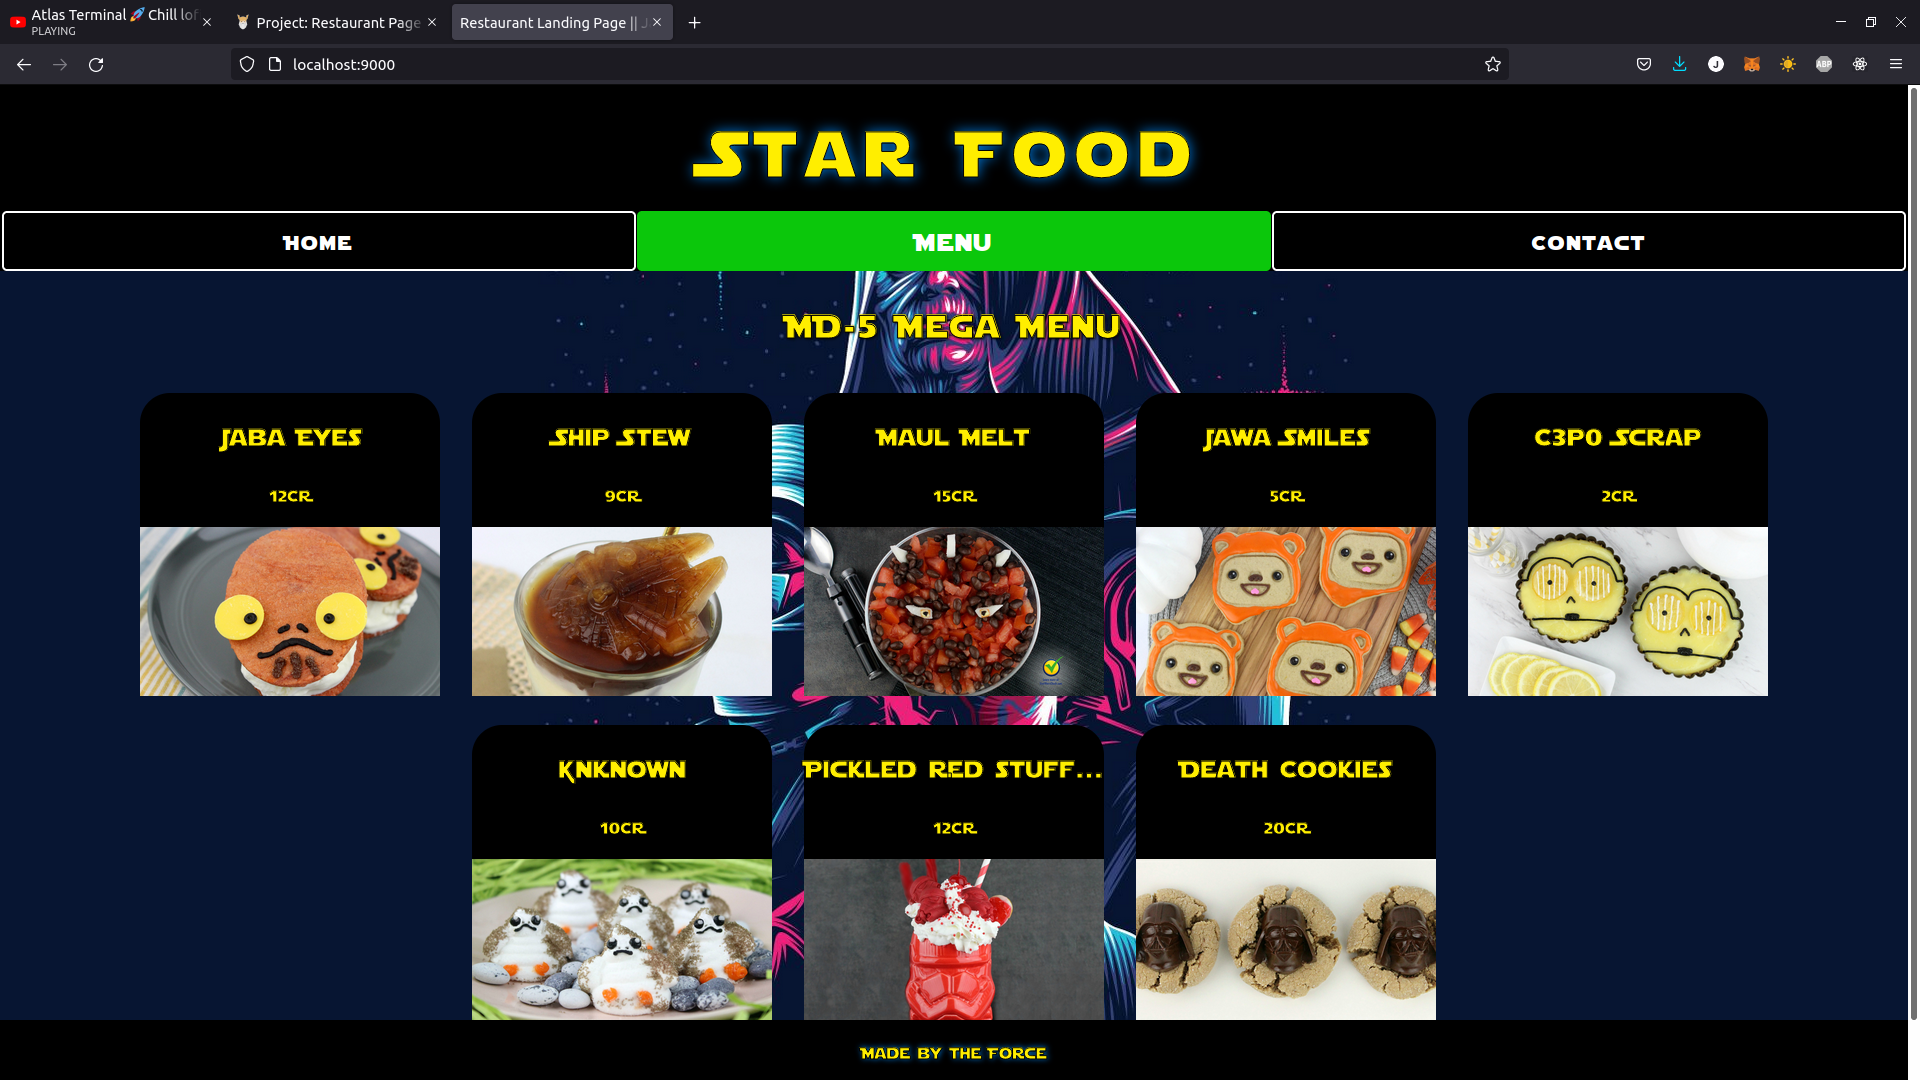 Atlas Terminal 🚀 Chill lof
PLAYING
Project: Restaurant Page
Restaurant Landing Page || J
localhost:9000
J
ABP
Star Food
Home
Menu
contact
MD-5 Mega Menu
Jaba Eyes
Ship Stew
Maul Melt
Jawa Smiles
C3P0 Scrap
12cr
9cr
15cr
5cr
2cr
Knknown
Pickled red stuff...
Death cookies
10cr
12cr
20cr
Made by the Force